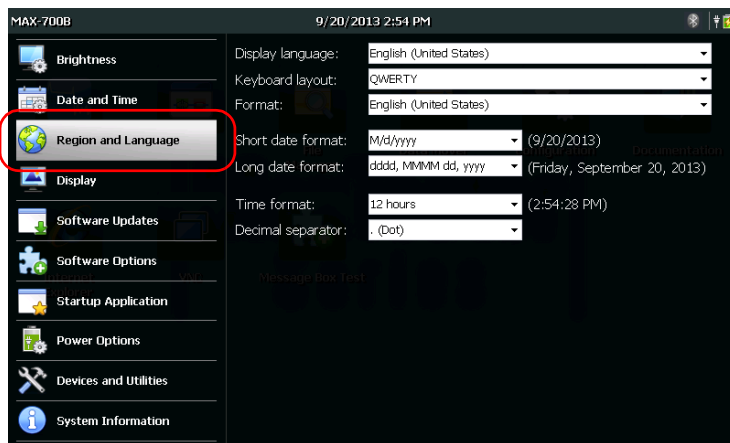 MAX-700B 9/20/2013 2:54 PM
Brightness
Date and Time
Region and Language
Display
Software Updates
Software Options
Startup Application
Power Options
Devices and Utilities
System Information
Display language: English (United States)
Keyboard layout: QWERTY
Format: English (United States)
Short date format: M/d/yyyy (9/20/2013)
Long date format: dddd, MMMM dd, yyyy (Friday, September 20, 2013)
Time format: 12 hours (2:54:28 PM)
Decimal separator: . (Dot)
Documentation
VNC
Message Box Test